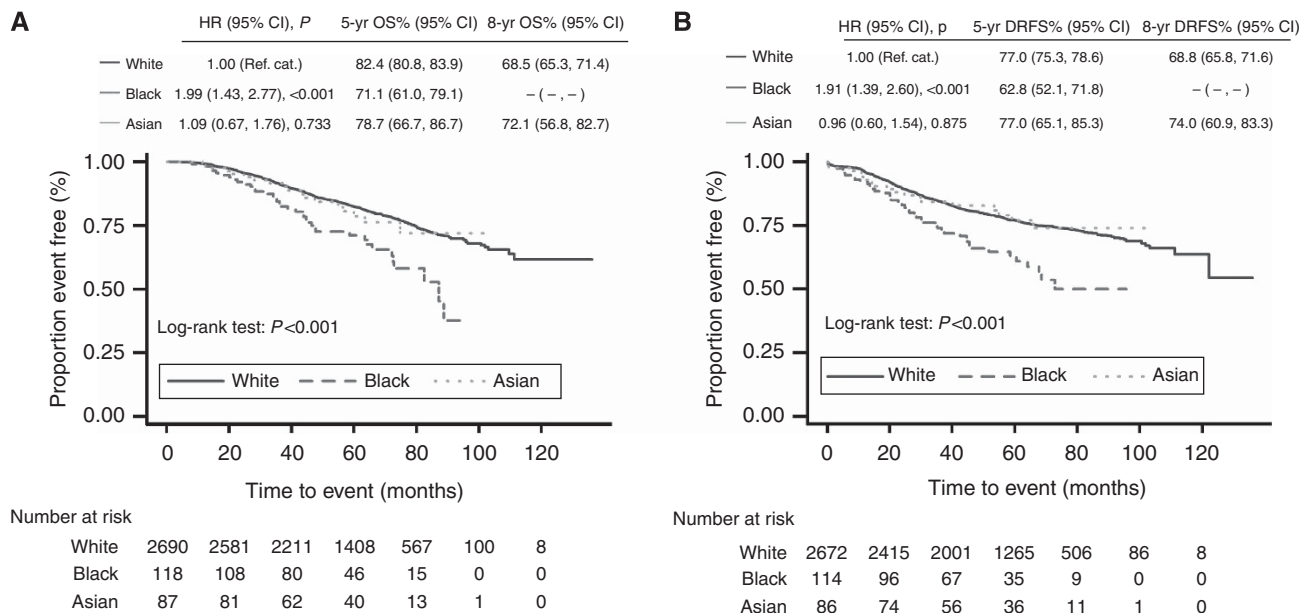 A
HR (95% CI), P 5-yr OS% (95% CI) 8-yr OS% (95% CI)
White 1.00 (Ref. cat.) 82.4 (80.8, 83.9) 68.5 (65.3, 71.4)
Black 1.99 (1.43, 2.77), <0.001 71.1 (61.0, 79.1) – ( – , – )
Asian 1.09 (0.67, 1.76), 0.733 78.7 (66.7, 86.7) 72.1 (56.8, 82.7)
Proportion event free (%)
1.00
0.75
0.50
0.25
0.00
Log-rank test: P<0.001
White Black Asian
0 20 40 60 80 100 120
Time to event (months)
Number at risk
White 2690 2581 2211 1408 567 100 8
Black 118 108 80 46 15 0 0
Asian 87 81 62 40 13 1 0
B
HR (95% CI), p 5-yr DRFS% (95% CI) 8-yr DRFS% (95% CI)
White 1.00 (Ref. cat.) 77.0 (75.3, 78.6) 68.8 (65.8, 71.6)
Black 1.91 (1.39, 2.60), <0.001 62.8 (52.1, 71.8) – ( – , – )
Asian 0.96 (0.60, 1.54), 0.875 77.0 (65.1, 85.3) 74.0 (60.9, 83.3)
Proportion event free (%)
1.00
0.75
0.50
0.25
0.00
Log-rank test: P<0.001
White Black Asian
0 20 40 60 80 100 120
Time to event (months)
Number at risk
White 2672 2415 2001 1265 506 86 8
Black 114 96 67 35 9 0 0
Asian 86 74 56 36 11 1 0